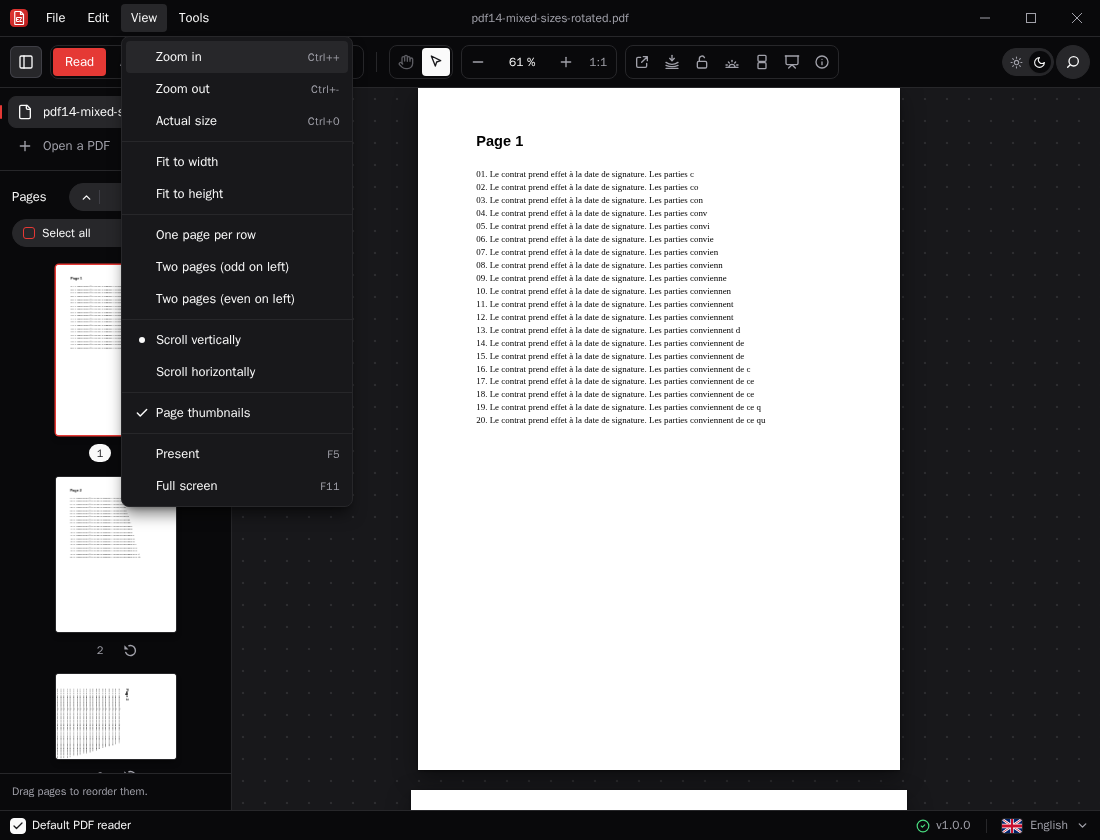 File Edit View Tools
pdf14-mixed-sizes-rotated.pdf
Read
61 %
1:1
pdf14-mixed-s
Open a PDF
Pages
Select all
1
2
Drag pages to reorder them.
Zoom in Ctrl++
Zoom out Ctrl+-
Actual size Ctrl+0
Fit to width
Fit to height
One page per row
Two pages (odd on left)
Two pages (even on left)
Scroll vertically
Scroll horizontally
Page thumbnails
Present F5
Full screen F11
Page 1
01. Le contrat prend effet à la date de signature. Les parties c
02. Le contrat prend effet à la date de signature. Les parties co
03. Le contrat prend effet à la date de signature. Les parties con
04. Le contrat prend effet à la date de signature. Les parties conv
05. Le contrat prend effet à la date de signature. Les parties convi
06. Le contrat prend effet à la date de signature. Les parties convie
07. Le contrat prend effet à la date de signature. Les parties convien
08. Le contrat prend effet à la date de signature. Les parties convienn
09. Le contrat prend effet à la date de signature. Les parties convienne
10. Le contrat prend effet à la date de signature. Les parties conviennen
11. Le contrat prend effet à la date de signature. Les parties conviennent
12. Le contrat prend effet à la date de signature. Les parties conviennent
13. Le contrat prend effet à la date de signature. Les parties conviennent d
14. Le contrat prend effet à la date de signature. Les parties conviennent de
15. Le contrat prend effet à la date de signature. Les parties conviennent de
16. Le contrat prend effet à la date de signature. Les parties conviennent de c
17. Le contrat prend effet à la date de signature. Les parties conviennent de ce
18. Le contrat prend effet à la date de signature. Les parties conviennent de ce
19. Le contrat prend effet à la date de signature. Les parties conviennent de ce q
20. Le contrat prend effet à la date de signature. Les parties conviennent de ce qu
Default PDF reader
v1.0.0
English